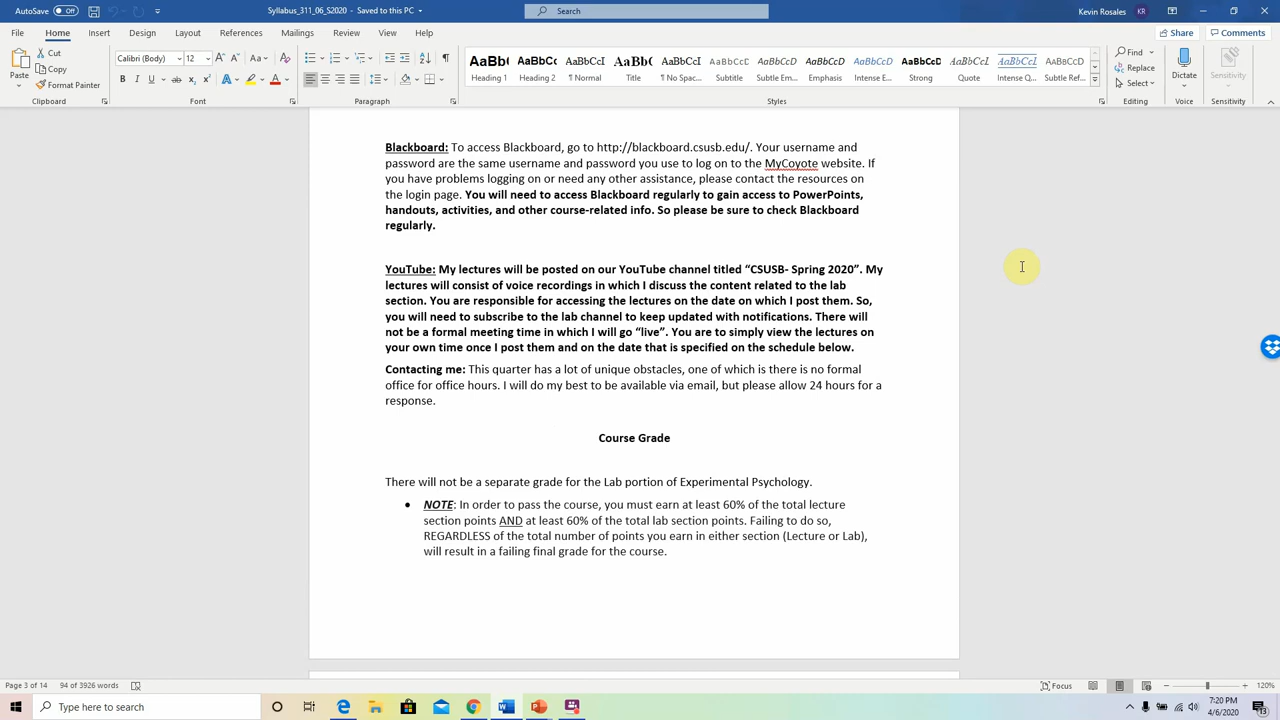 AutoSave Off
Syllabus_311_06_S2020 - Saved to this PC
Search
Kevin Rosales
File Home Insert Design Layout References Mailings Review View Help
Share Comments
Paste
Cut
Copy
Format Painter
Clipboard
Calibri (Body) 12
Font
Paragraph
AaBb( AaBbCc AaBbCcI AaBb( AaBbCcI AaBbCcD AaBbCcD AaBbCcD AaBbCcD AaBbCcC AaBbCcI AaBbCcI AaBbCcD
Heading 1 Heading 2 ¶ Normal Title ¶ No Spac... Subtitle Subtle Em... Emphasis Intense E... Strong Quote Intense Q... Subtle Ref...
Styles
Find
Replace
Select
Editing
Dictate
Voice
Sensitivity
Sensitivity
Blackboard: To access Blackboard, go to http://blackboard.csusb.edu/. Your username and
password are the same username and password you use to log on to the MyCoyote website. If
you have problems logging on or need any other assistance, please contact the resources on
the login page. You will need to access Blackboard regularly to gain access to PowerPoints,
handouts, activities, and other course-related info. So please be sure to check Blackboard
regularly.
YouTube: My lectures will be posted on our YouTube channel titled “CSUSB- Spring 2020”. My
lectures will consist of voice recordings in which I discuss the content related to the lab
section. You are responsible for accessing the lectures on the date on which I post them. So,
you will need to subscribe to the lab channel to keep updated with notifications. There will
not be a formal meeting time in which I will go “live”. You are to simply view the lectures on
your own time once I post them and on the date that is specified on the schedule below.
Contacting me: This quarter has a lot of unique obstacles, one of which is there is no formal
office for office hours. I will do my best to be available via email, but please allow 24 hours for a
response.
Course Grade
There will not be a separate grade for the Lab portion of Experimental Psychology.
• NOTE: In order to pass the course, you must earn at least 60% of the total lecture
section points AND at least 60% of the total lab section points. Failing to do so,
REGARDLESS of the total number of points you earn in either section (Lecture or Lab),
will result in a failing final grade for the course.
Page 3 of 14 94 of 3926 words
Focus
120%
Type here to search
7:20 PM
4/6/2020